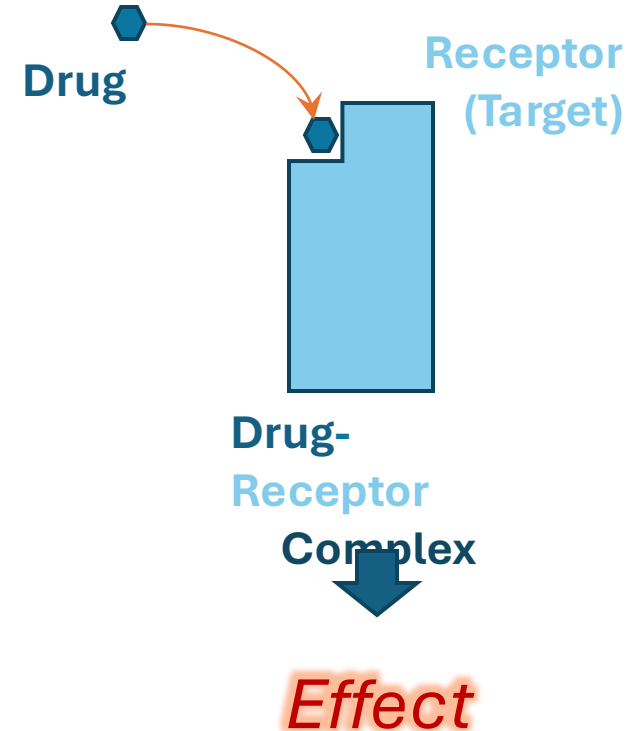 Drug
Receptor
(Target)
Drug-
Receptor
Complex
Effect